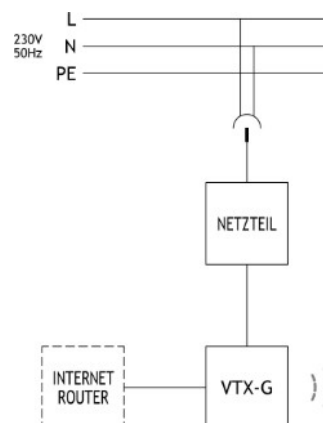 L
230V
50Hz
N
PE
NETZTEIL
INTERNET
ROUTER
VTX-G